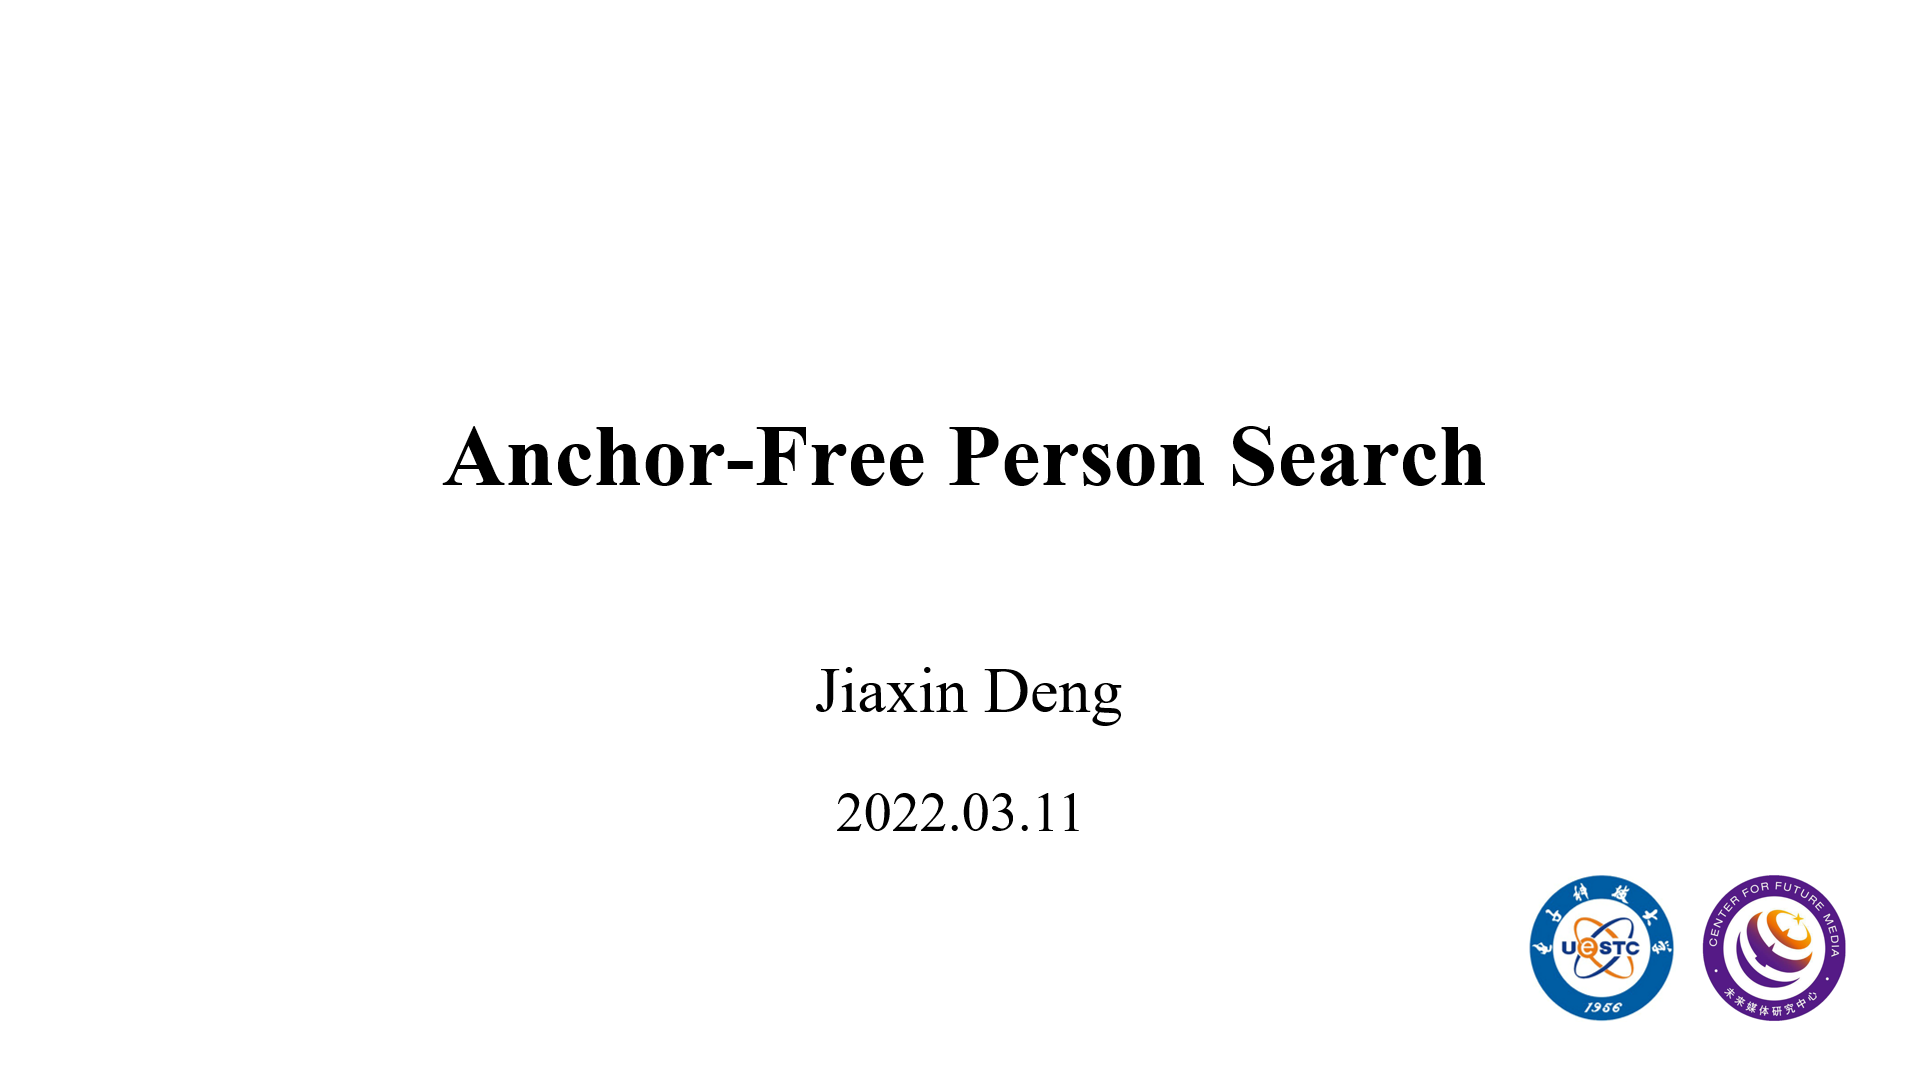 Anchor-Free Person Search
Jiaxin Deng
2022.03.11
电子科技大学
UeSTC
1956
CENTER FOR FUTURE MEDIA
未来媒体研究中心